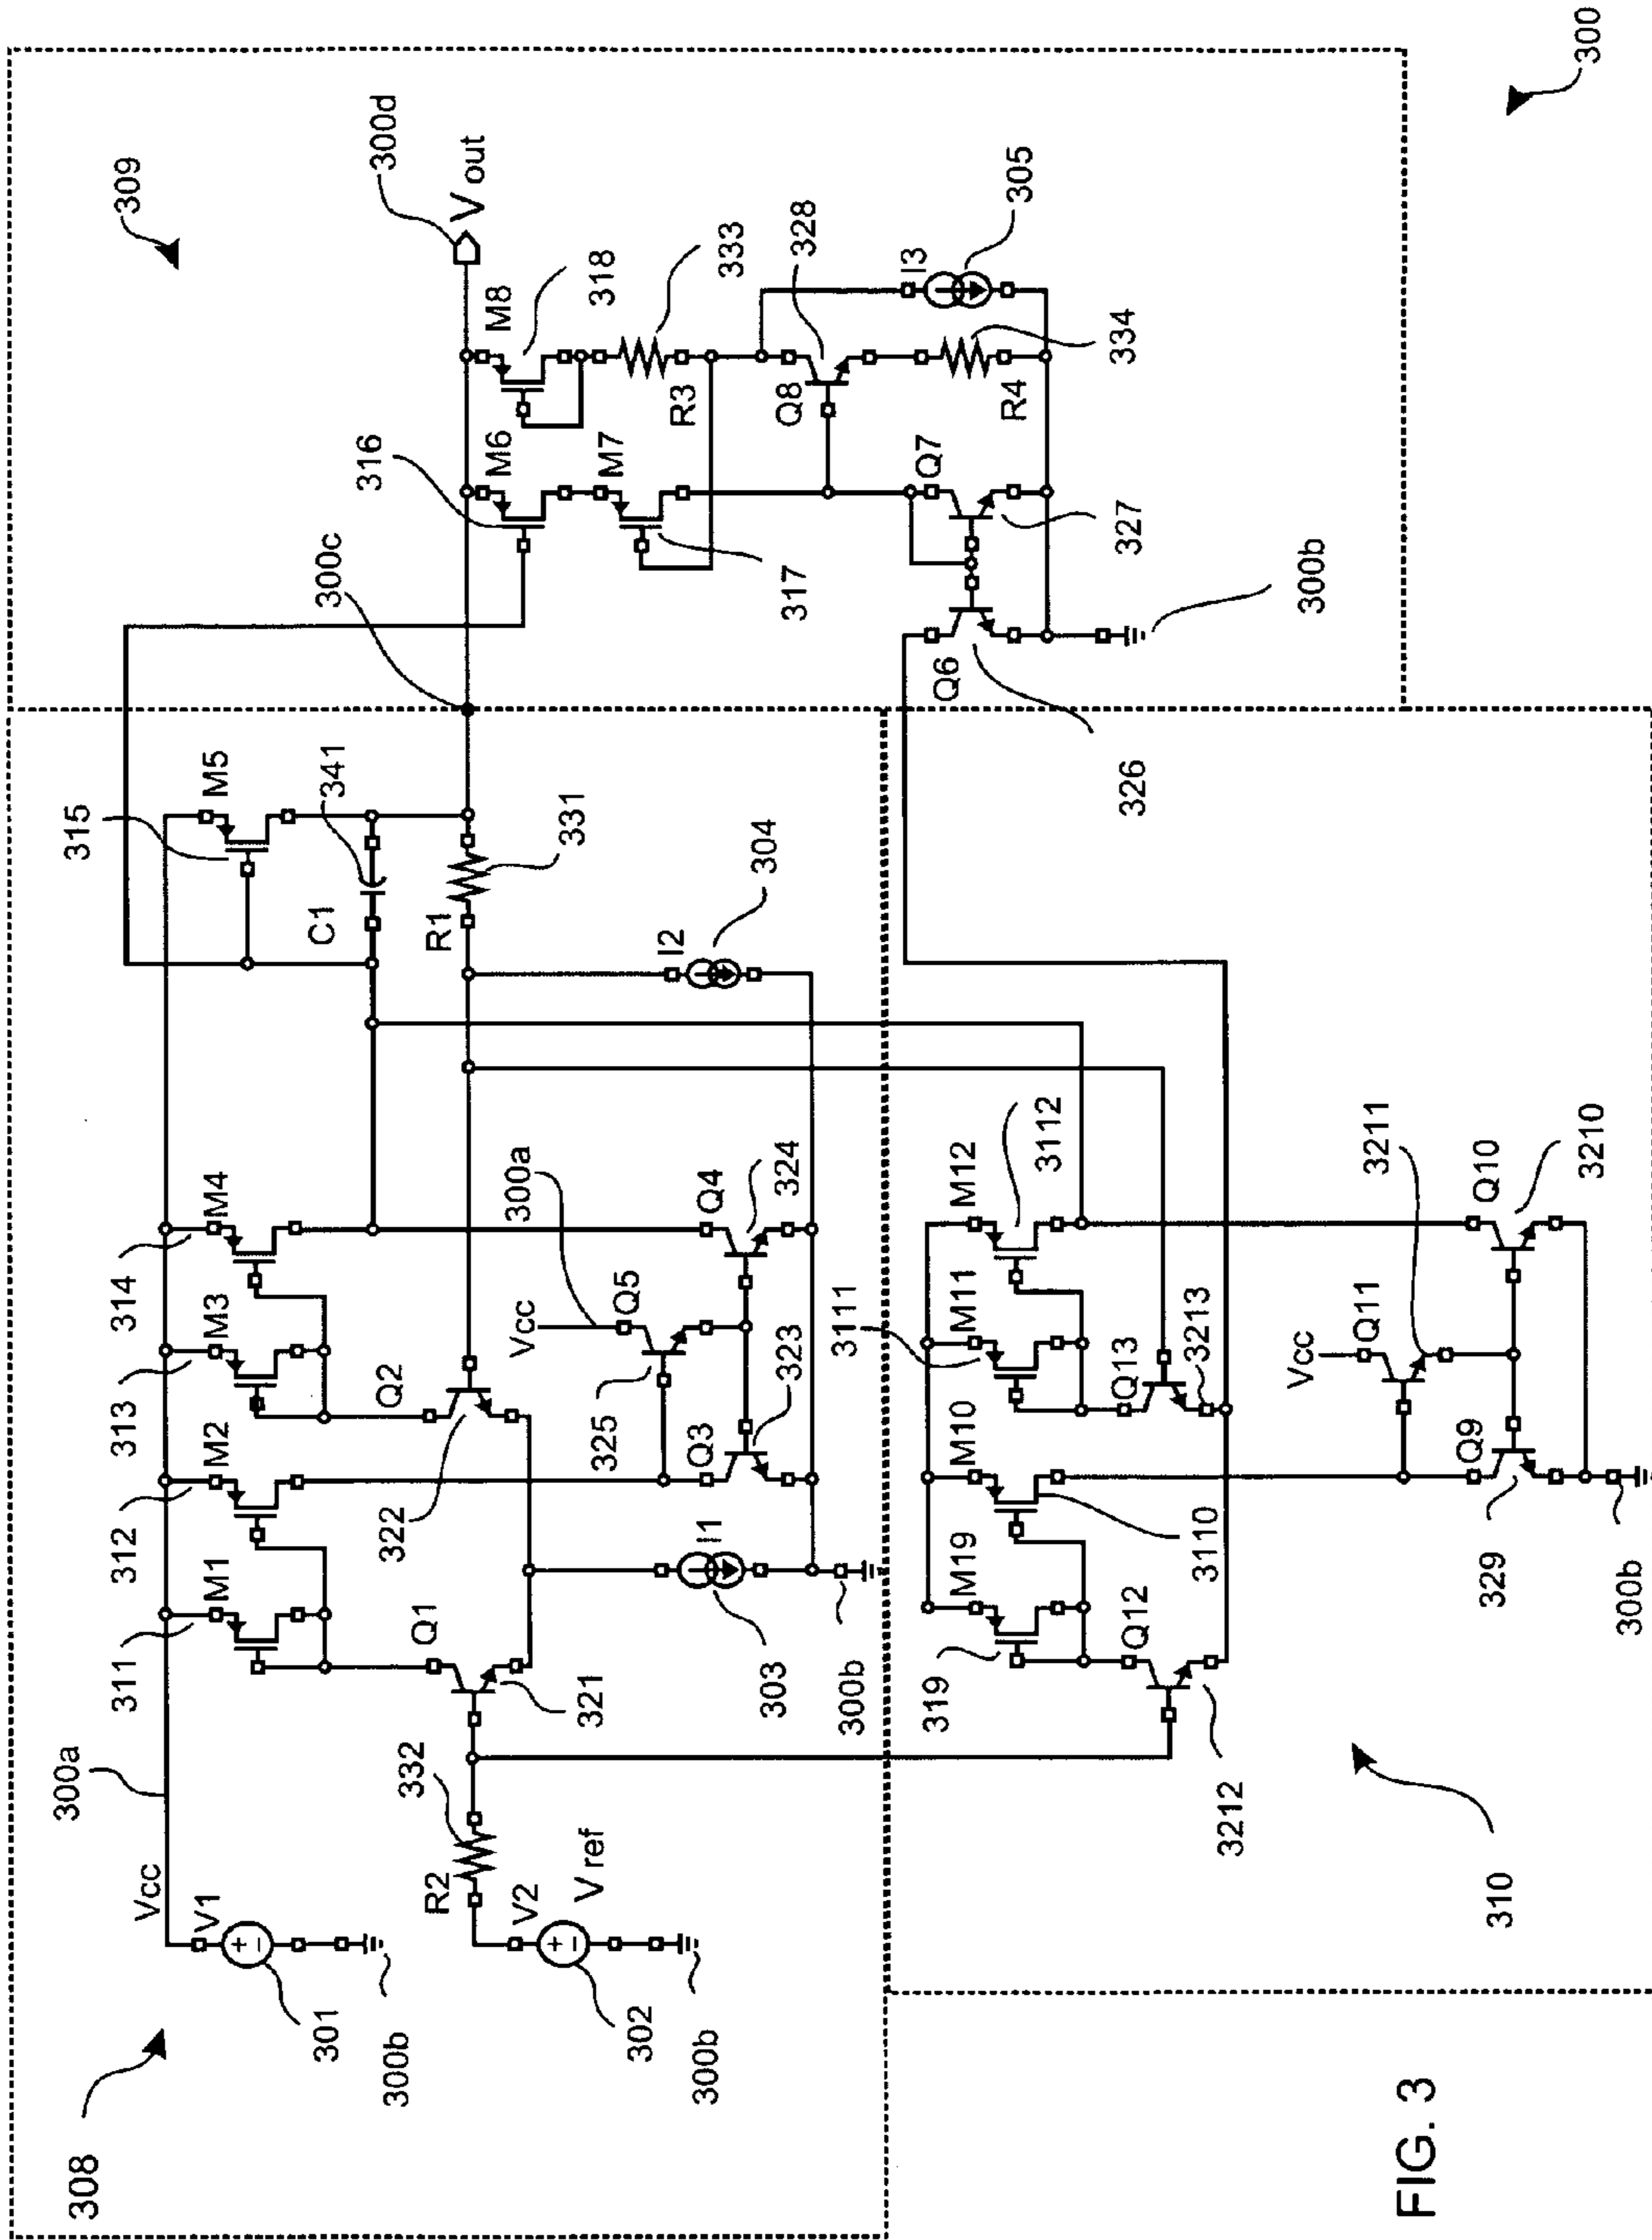 FIG. 3
300
308
309
310
300a
Vcc
V1
301
300b
V2
V ref
302
300b
R2
332
311
M1
312
M2
313
M3
314
M4
315
M5
C1
341
R1
331
Q1
321
Q2
322
I1
303
300b
Vcc
300a
Q5
325
Q3
323
Q4
324
I2
304
300c
300d
V out
316
M6
M7
317
M8
318
333
R3
Q8
328
I3
305
R4
334
Q7
327
Q6
326
300b
319
M19
M10
3110
3111
M11
M12
3112
Q12
3212
Q13
3213
Vcc
Q11
3211
Q9
329
Q10
3210
300b